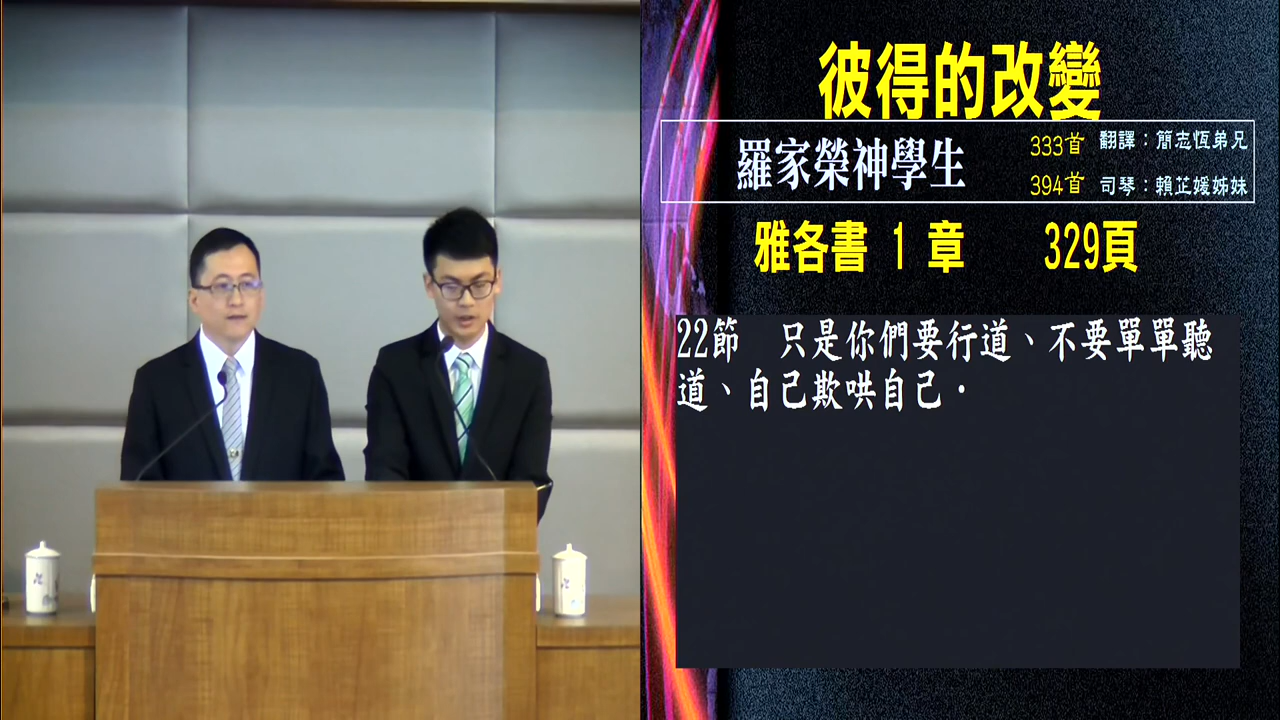 彼得的改變
羅家榮神學生
333首 翻譯：簡志恆弟兄
394首 司琴：賴芷媛姊妹
雅各書 1 章 329頁
22節 只是你們要行道、不要單單聽
道、自己欺哄自己．